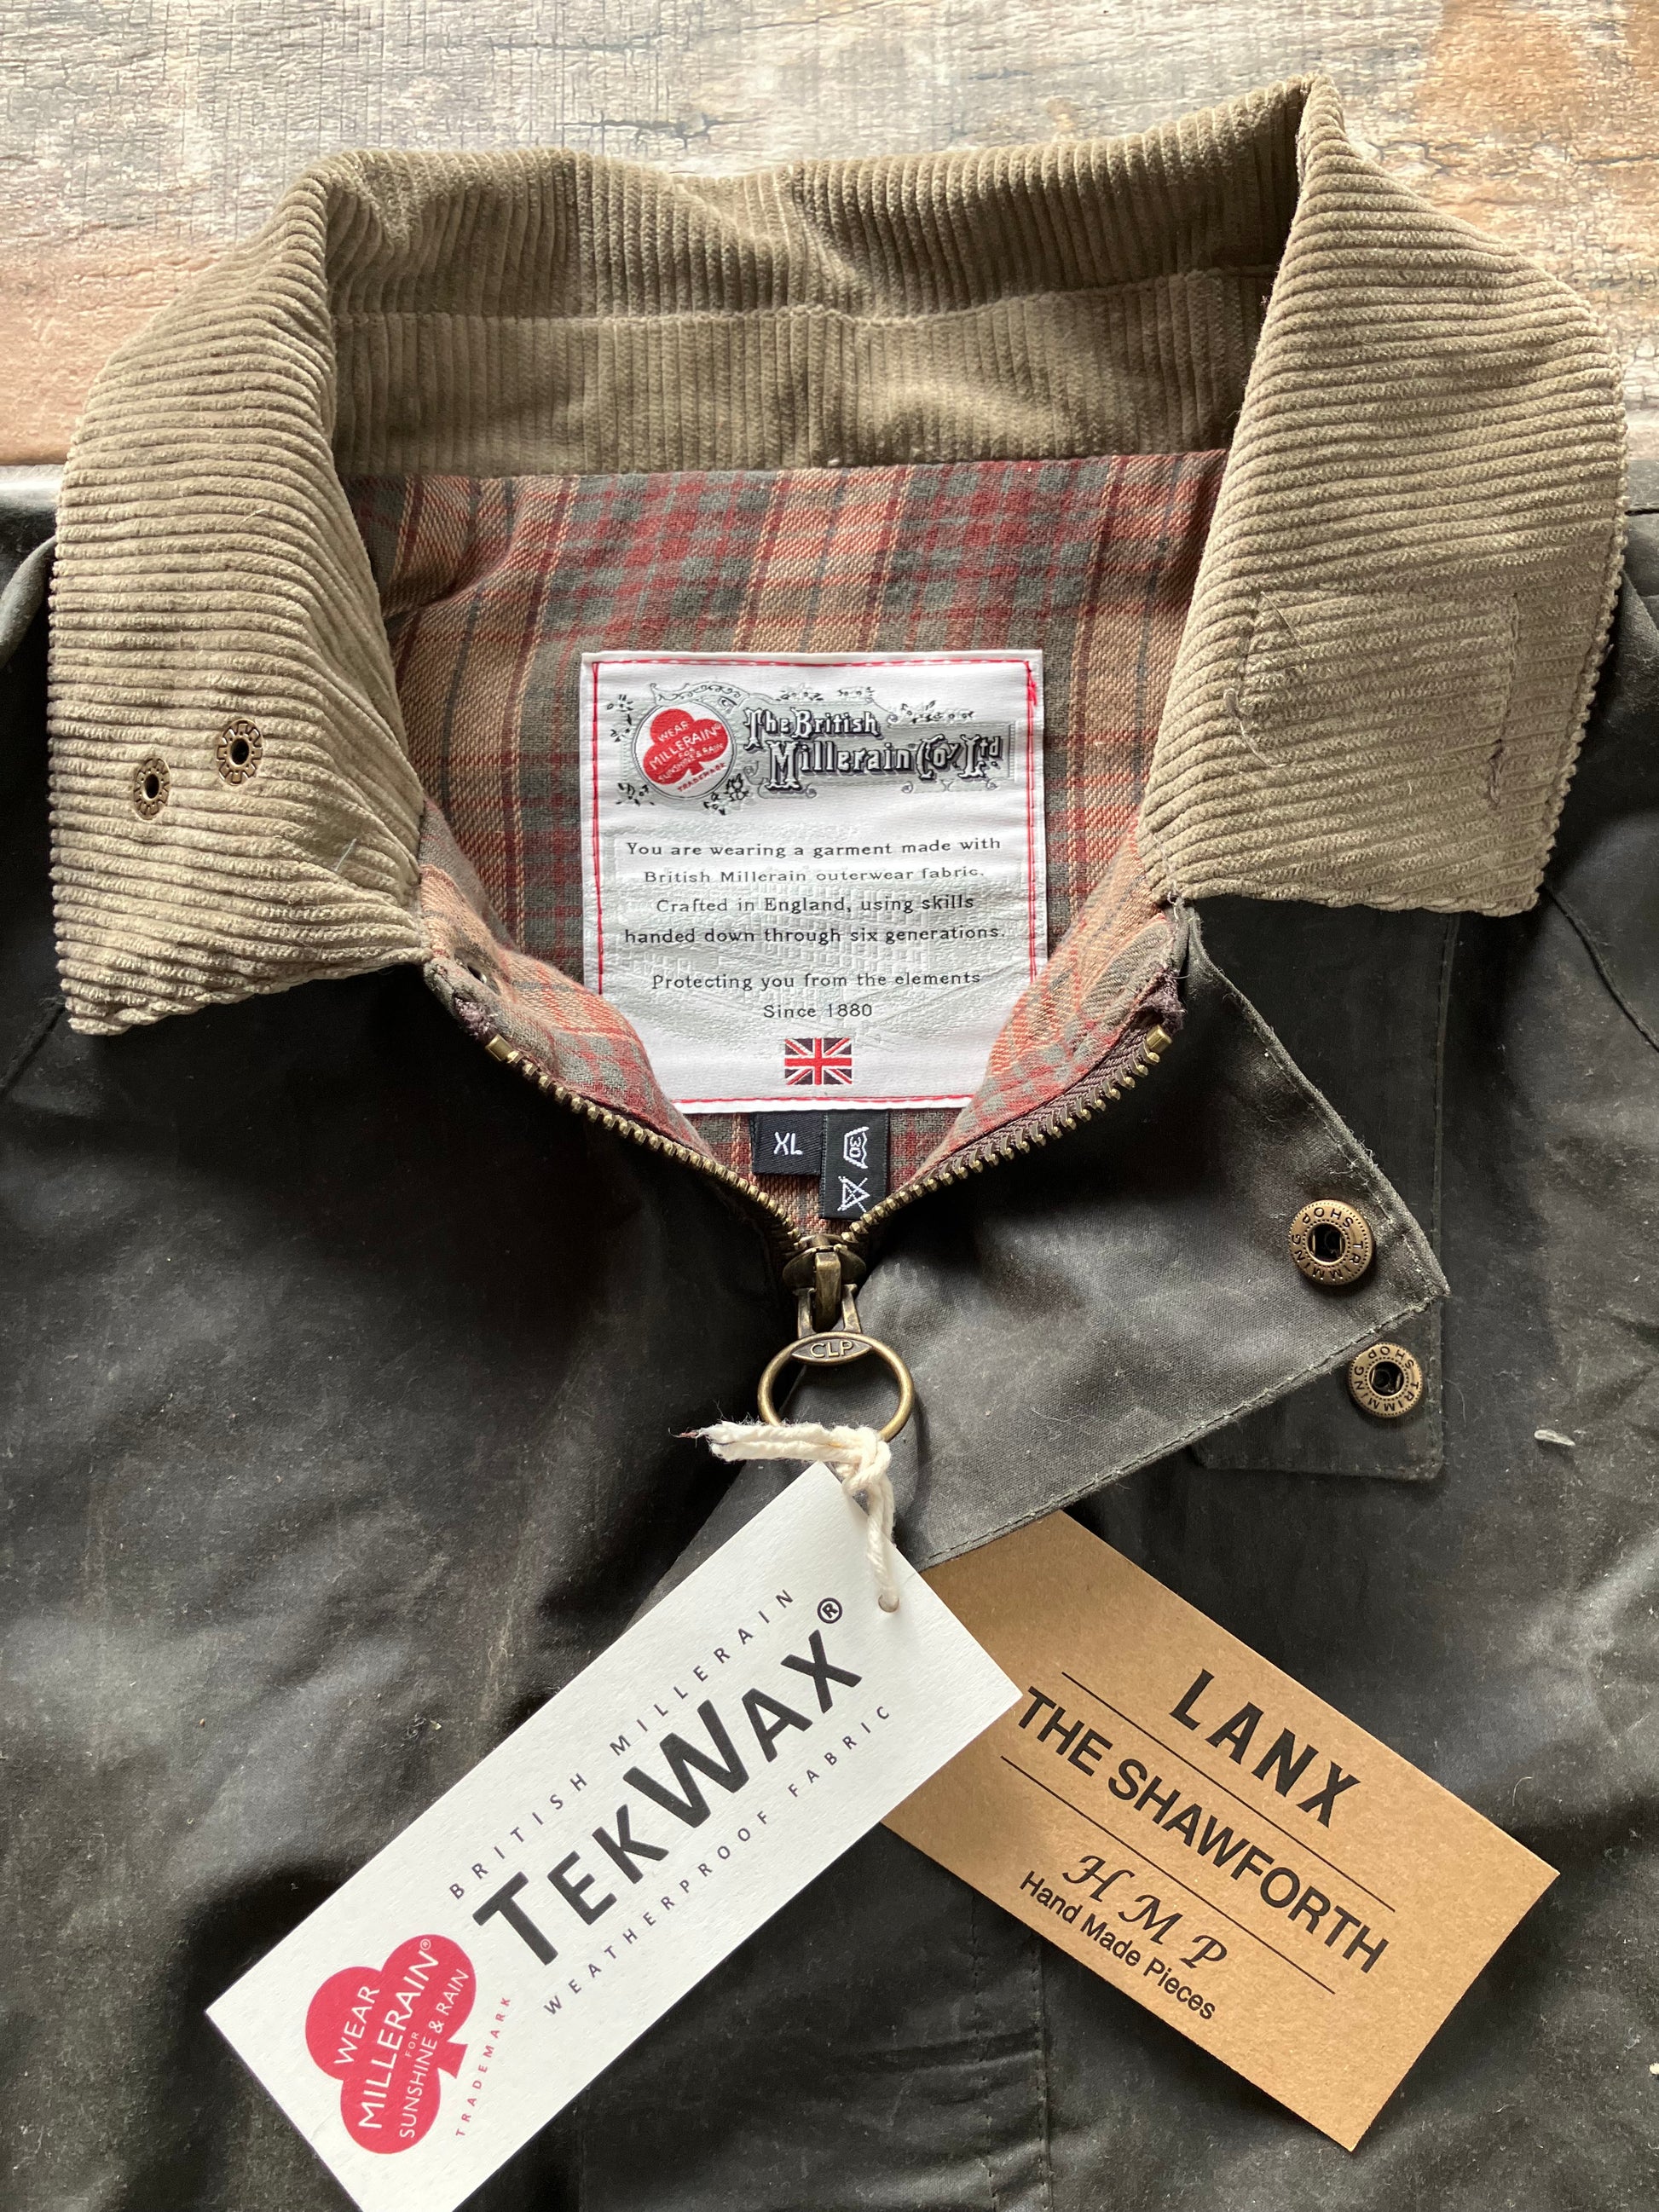 WEAR
MILLERAIN
FOR
SUNSHINE & RAIN
TRADEMARK
The British
Millerain Co. Ltd
You are wearing a garment made with
British Millerain outerwear fabric.
Crafted in England, using skills
handed down through six generations.
Protecting you from the elements
Since 1880
XL
30
TRIMMING SHOP
TRIMMING SHOP
CLP
BRITISH MILLERAIN
TEKWAX®
WEATHERPROOF FABRIC
WEAR
MILLERAIN®
FOR
SUNSHINE & RAIN
TRADEMARK
LANX
THE SHAWFORTH
H M P
Hand Made Pieces